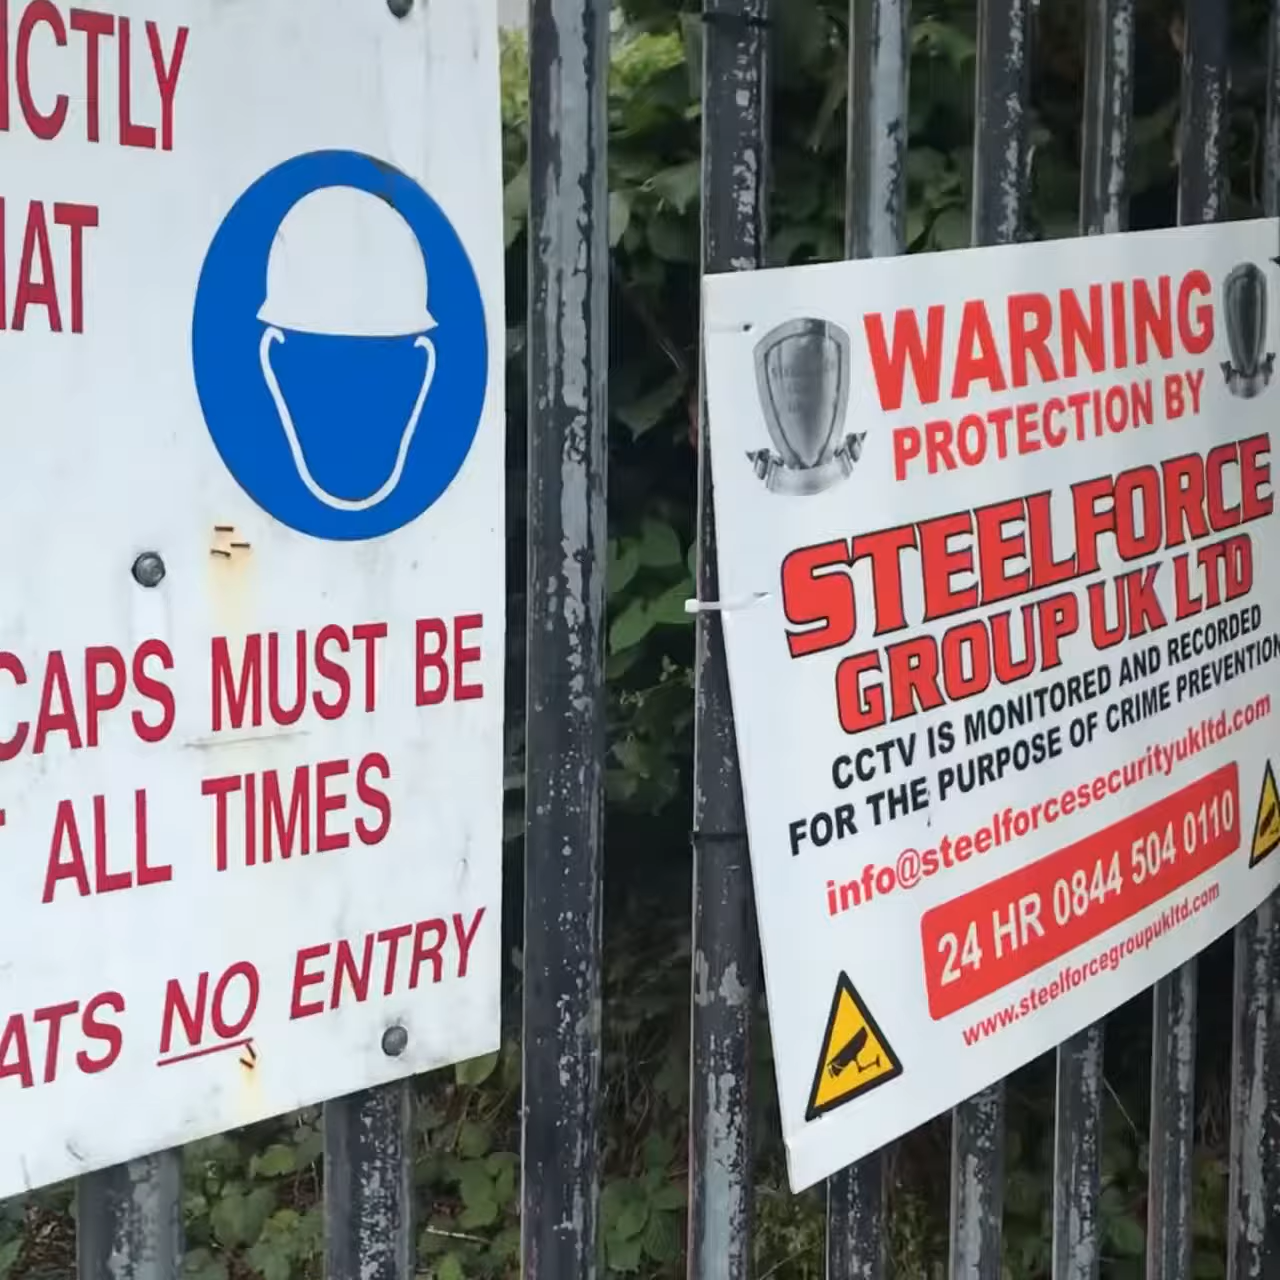 ICTLY
HAT
CAPS MUST BE
T ALL TIMES
ATS NO ENTRY
WARNING
PROTECTION BY
STEELFORCE
GROUP UK LTD
CCTV IS MONITORED AND RECORDED
FOR THE PURPOSE OF CRIME PREVENTION
info@steelforcesecurityukltd.com
24 HR 0844 504 0110
www.steelforcegroupukltd.com